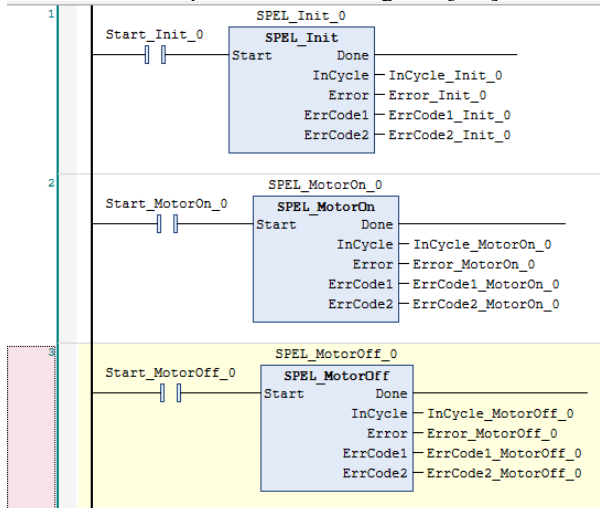 1
SPEL_Init_0
Start_Init_0
SPEL_Init
Start Done
InCycle InCycle_Init_0
Error Error_Init_0
ErrCode1 ErrCode1_Init_0
ErrCode2 ErrCode2_Init_0
2
SPEL_MotorOn_0
Start_MotorOn_0
SPEL_MotorOn
Start Done
InCycle InCycle_MotorOn_0
Error Error_MotorOn_0
ErrCode1 ErrCode1_MotorOn_0
ErrCode2 ErrCode2_MotorOn_0
3
SPEL_MotorOff_0
Start_MotorOff_0
SPEL_MotorOff
Start Done
InCycle InCycle_MotorOff_0
Error Error_MotorOff_0
ErrCode1 ErrCode1_MotorOff_0
ErrCode2 ErrCode2_MotorOff_0